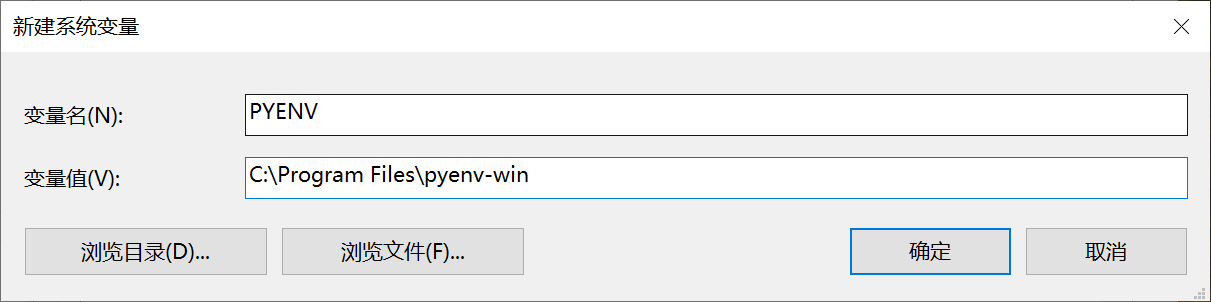 新建系统变量
变量名(N):
PYENV
变量值(V):
C:\Program Files\pyenv-win
浏览目录(D)...
浏览文件(F)...
确定
取消